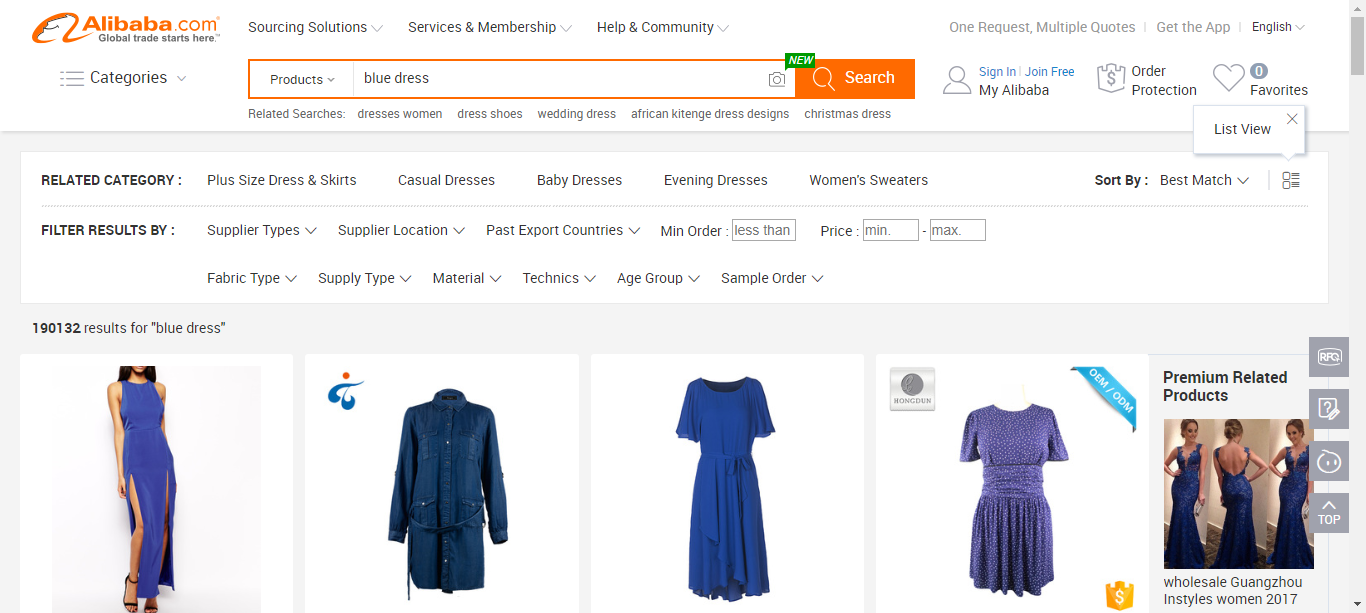 Alibaba.com
Global trade starts here.™
Sourcing Solutions
Services & Membership
Help & Community
One Request, Multiple Quotes
Get the App
English
Categories
Products
blue dress
NEW
Search
Sign In | Join Free
My Alibaba
Order
Protection
0
Favorites
Related Searches: dresses women dress shoes wedding dress african kitenge dress designs christmas dress
List View
RELATED CATEGORY : Plus Size Dress & Skirts Casual Dresses Baby Dresses Evening Dresses Women's Sweaters
Sort By : Best Match
FILTER RESULTS BY : Supplier Types Supplier Location Past Export Countries Min Order : less than Price : min. - max.
Fabric Type Supply Type Material Technics Age Group Sample Order
190132 results for "blue dress"
HONGDUN
OEM / ODM
Premium Related
Products
wholesale Guangzhou
Instyles women 2017
RFQ
TOP